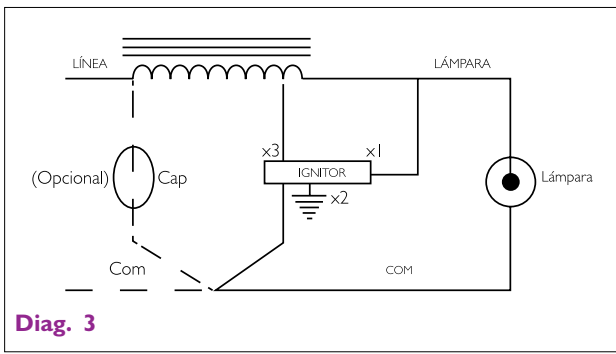 LÍNEA
LÁMPARA
x3
x1
IGNITOR
(Opcional)
Cap
x2
Lámpara
Com
COM
Diag. 3